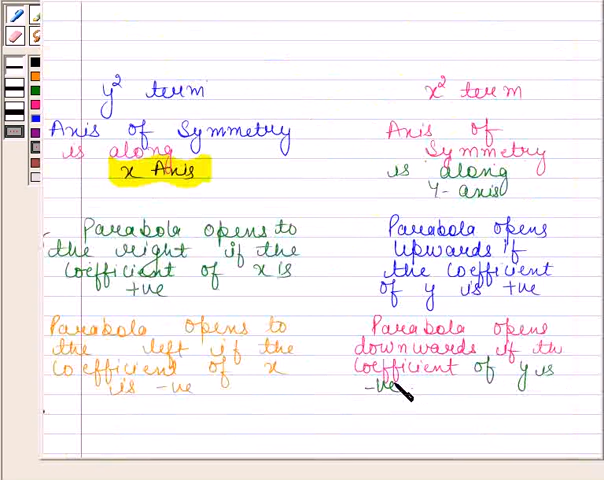 y² term
Axis of Symmetry
is along
x Axis
Parabola opens to
the right if the
coefficient of x is
+ve
Parabola opens to
the left if the
coefficient of x
is -ve
x² term
Axis of
Symmetry
is along
Y-axis
Parabola opens
Upwards if
the coefficient
of y is +ve
Parabola opens
downwards if th
coefficient of y is
-ve